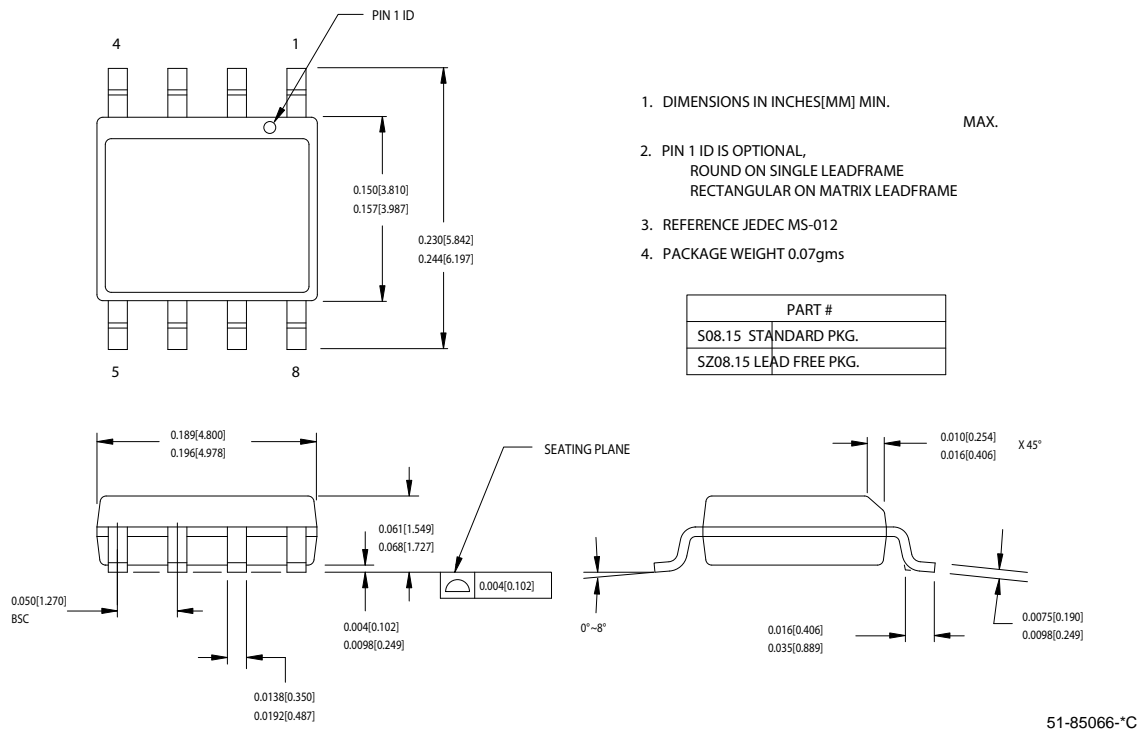 PIN 1 ID
4
1
1. DIMENSIONS IN INCHES[MM] MIN.
MAX.
2. PIN 1 ID IS OPTIONAL,
ROUND ON SINGLE LEADFRAME
RECTANGULAR ON MATRIX LEADFRAME
3. REFERENCE JEDEC MS-012
4. PACKAGE WEIGHT 0.07gms
0.150[3.810]
0.157[3.987]
0.230[5.842]
0.244[6.197]
PART #
S08.15 STANDARD PKG.
SZ08.15 LEAD FREE PKG.
5
8
0.189[4.800]
0.196[4.978]
SEATING PLANE
0.010[0.254]
0.016[0.406]
X 45°
0.061[1.549]
0.068[1.727]
0.004[0.102]
0.050[1.270]
BSC
0.004[0.102]
0.0098[0.249]
0°~8°
0.016[0.406]
0.035[0.889]
0.0075[0.190]
0.0098[0.249]
0.0138[0.350]
0.0192[0.487]
51-85066-*C